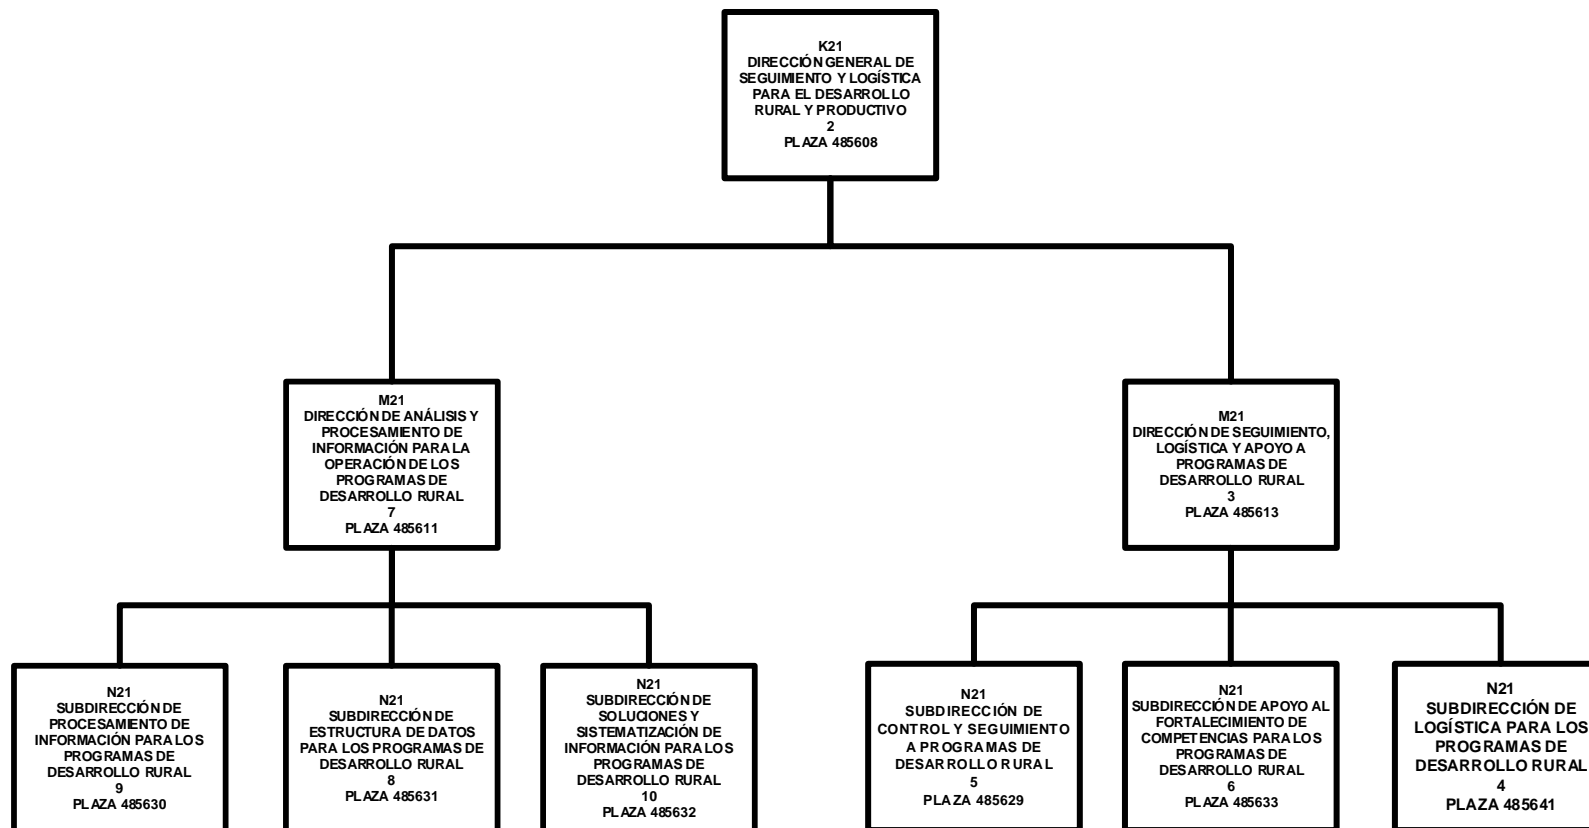 K21
DIRECCIÓN GENERAL DE
SEGUIMIENTO Y LOGÍSTICA
PARA EL DESARROLLO
RURAL Y PRODUCTIVO
2
PLAZA 485608
M21
DIRECCIÓN DE ANÁLISIS Y
PROCESAMIENTO DE
INFORMACIÓN PARA LA
OPERACIÓN DE LOS
PROGRAMAS DE
DESARROLLO RURAL
7
PLAZA 485611
M21
DIRECCIÓN DE SEGUIMIENTO,
LOGÍSTICA Y APOYO A
PROGRAMAS DE
DESARROLLO RURAL
3
PLAZA 485613
N21
SUBDIRECCIÓN DE
PROCESAMIENTO DE
INFORMACIÓN PARA LOS
PROGRAMAS DE
DESARROLLO RURAL
9
PLAZA 485630
N21
SUBDIRECCIÓN DE
ESTRUCTURA DE DATOS
PARA LOS PROGRAMAS DE
DESARROLLO RURAL
8
PLAZA 485631
N21
SUBDIRECCIÓN DE
SOLUCIONES Y
SISTEMATIZACIÓN DE
INFORMACIÓN PARA LOS
PROGRAMAS DE
DESARROLLO RURAL
10
PLAZA 485632
N21
SUBDIRECCIÓN DE
CONTROL Y SEGUIMIENTO
A PROGRAMAS DE
DESARROLLO RURAL
5
PLAZA 485629
N21
SUBDIRECCIÓN DE APOYO AL
FORTALECIMIENTO DE
COMPETENCIAS PARA LOS
PROGRAMAS DE
DESARROLLO RURAL
6
PLAZA 485633
N21
SUBDIRECCIÓN DE
LOGÍSTICA PARA LOS
PROGRAMAS DE
DESARROLLO RURAL
4
PLAZA 485641